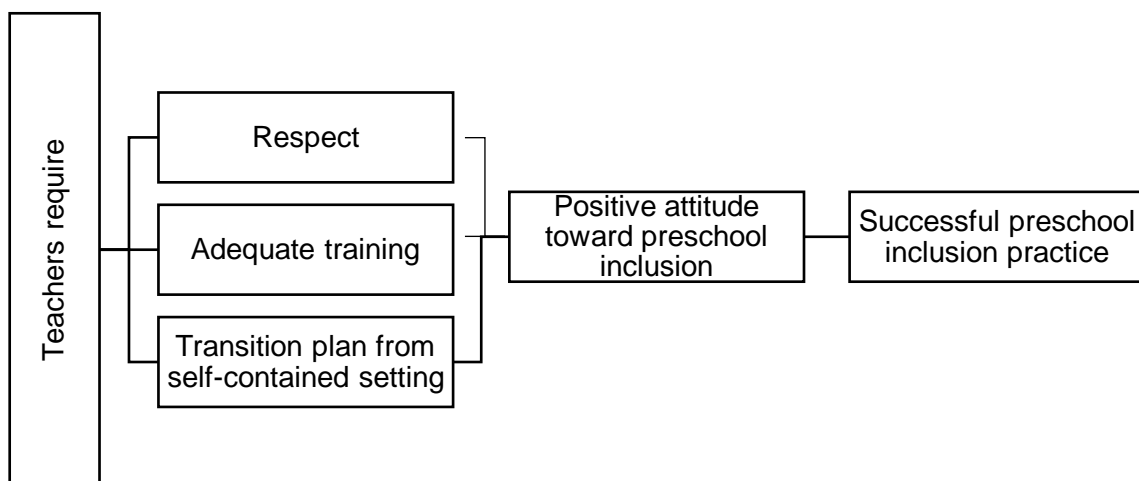 Teachers require
Respect
Adequate training
Transition plan from
self-contained setting
Positive attitude
toward preschool
inclusion
Successful preschool
inclusion practice